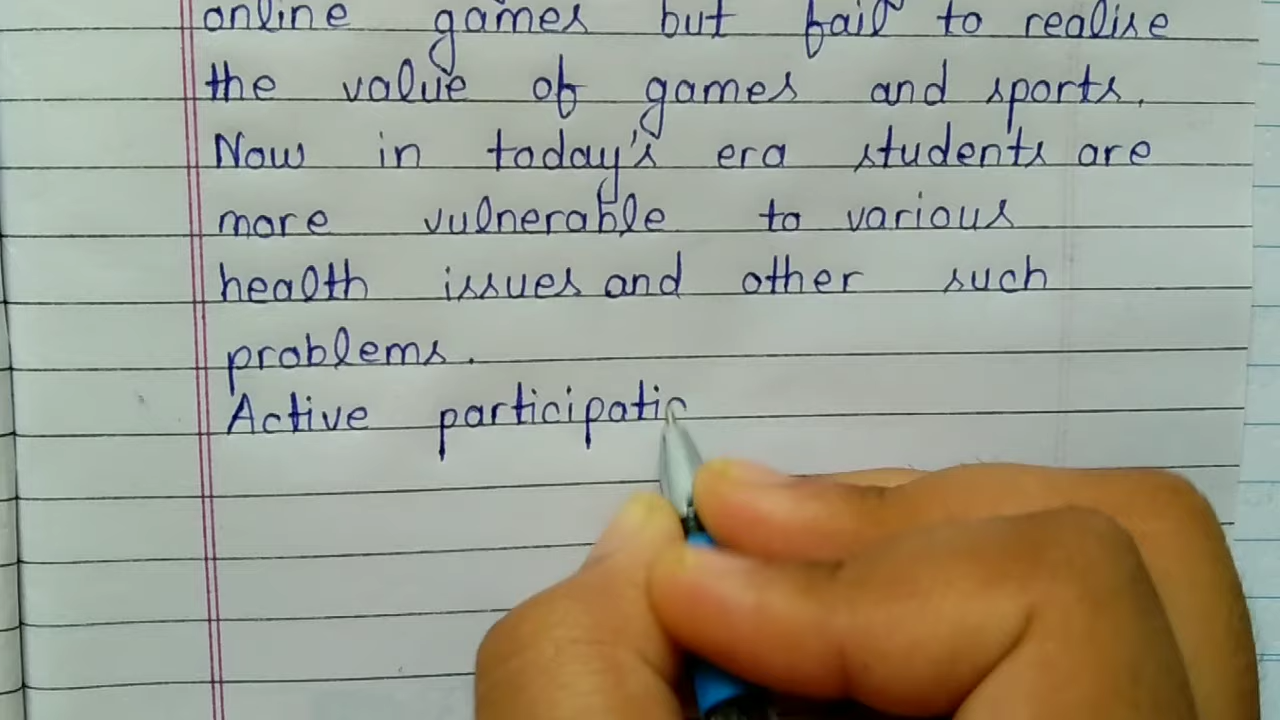 online games but fail to realise
the value of games and sports.
Now in today's era students are
more vulnerable to various
health issues and other such
problems.
Active participatio